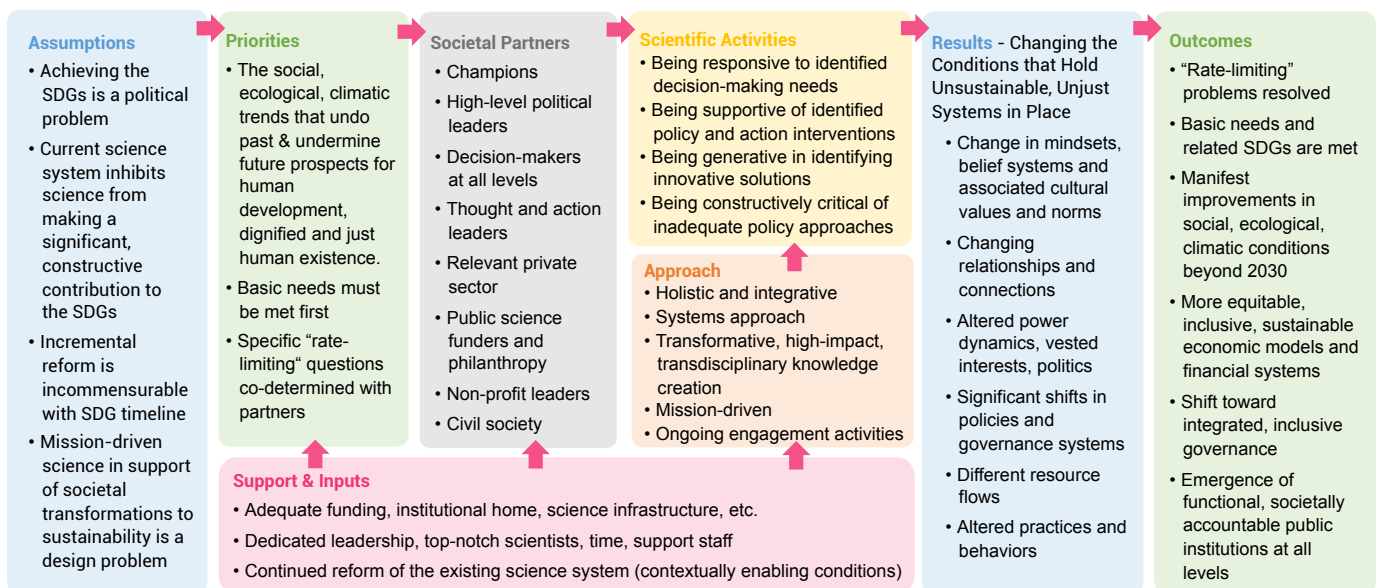 Assumptions
• Achieving the
SDGs is a political
problem
• Current science
system inhibits
science from
making a
significant,
constructive
contribution to
the SDGs
• Incremental
reform is
incommensurable
with SDG timeline
• Mission-driven
science in support
of societal
transformations to
sustainability is a
design problem
Priorities
• The social,
ecological, climatic
trends that undo
past & undermine
future prospects for
human
development,
dignified and just
human existence.
• Basic needs must
be met first
• Specific “rate-
limiting“ questions
co-determined with
partners
Societal Partners
• Champions
• High-level political
leaders
• Decision-makers
at all levels
• Thought and action
leaders
• Relevant private
sector
• Public science
funders and
philanthropy
• Non-profit leaders
• Civil society
Scientific Activities
• Being responsive to identified
decision-making needs
• Being supportive of identified
policy and action interventions
• Being generative in identifying
innovative solutions
• Being constructively critical of
inadequate policy approaches
Approach
• Holistic and integrative
• Systems approach
• Transformative, high-impact,
transdisciplinary knowledge
creation
• Mission-driven
• Ongoing engagement activities
Support & Inputs
• Adequate funding, institutional home, science infrastructure, etc.
• Dedicated leadership, top-notch scientists, time, support staff
• Continued reform of the existing science system (contextually enabling conditions)
Results - Changing the
Conditions that Hold
Unsustainable, Unjust
Systems in Place
• Change in mindsets,
belief systems and
associated cultural
values and norms
• Changing
relationships and
connections
• Altered power
dynamics, vested
interests, politics
• Significant shifts in
policies and
governance systems
• Different resource
flows
• Altered practices and
behaviors
Outcomes
• “Rate-limiting”
problems resolved
• Basic needs and
related SDGs are met
• Manifest
improvements in
social, ecological,
climatic conditions
beyond 2030
• More equitable,
inclusive, sustainable
economic models and
financial systems
• Shift toward
integrated, inclusive
governance
• Emergence of
functional, societally
accountable public
institutions at all
levels